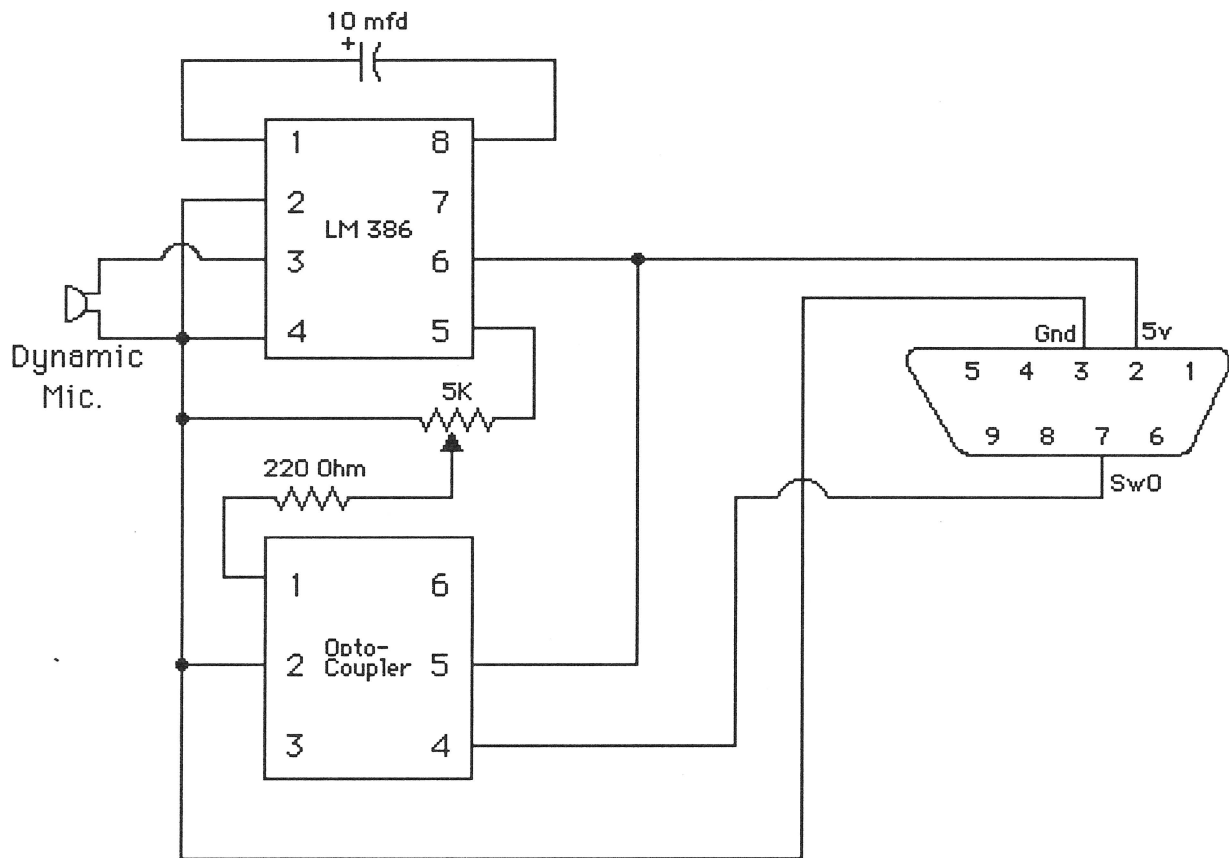 10 mfd
+
1 8
2 7
LM 386
3 6
4 5
Dynamic
Mic.
5K
220 Ohm
Gnd 5v
5 4 3 2 1
9 8 7 6
Sw0
1 6
Opto-
Coupler
2 5
3 4